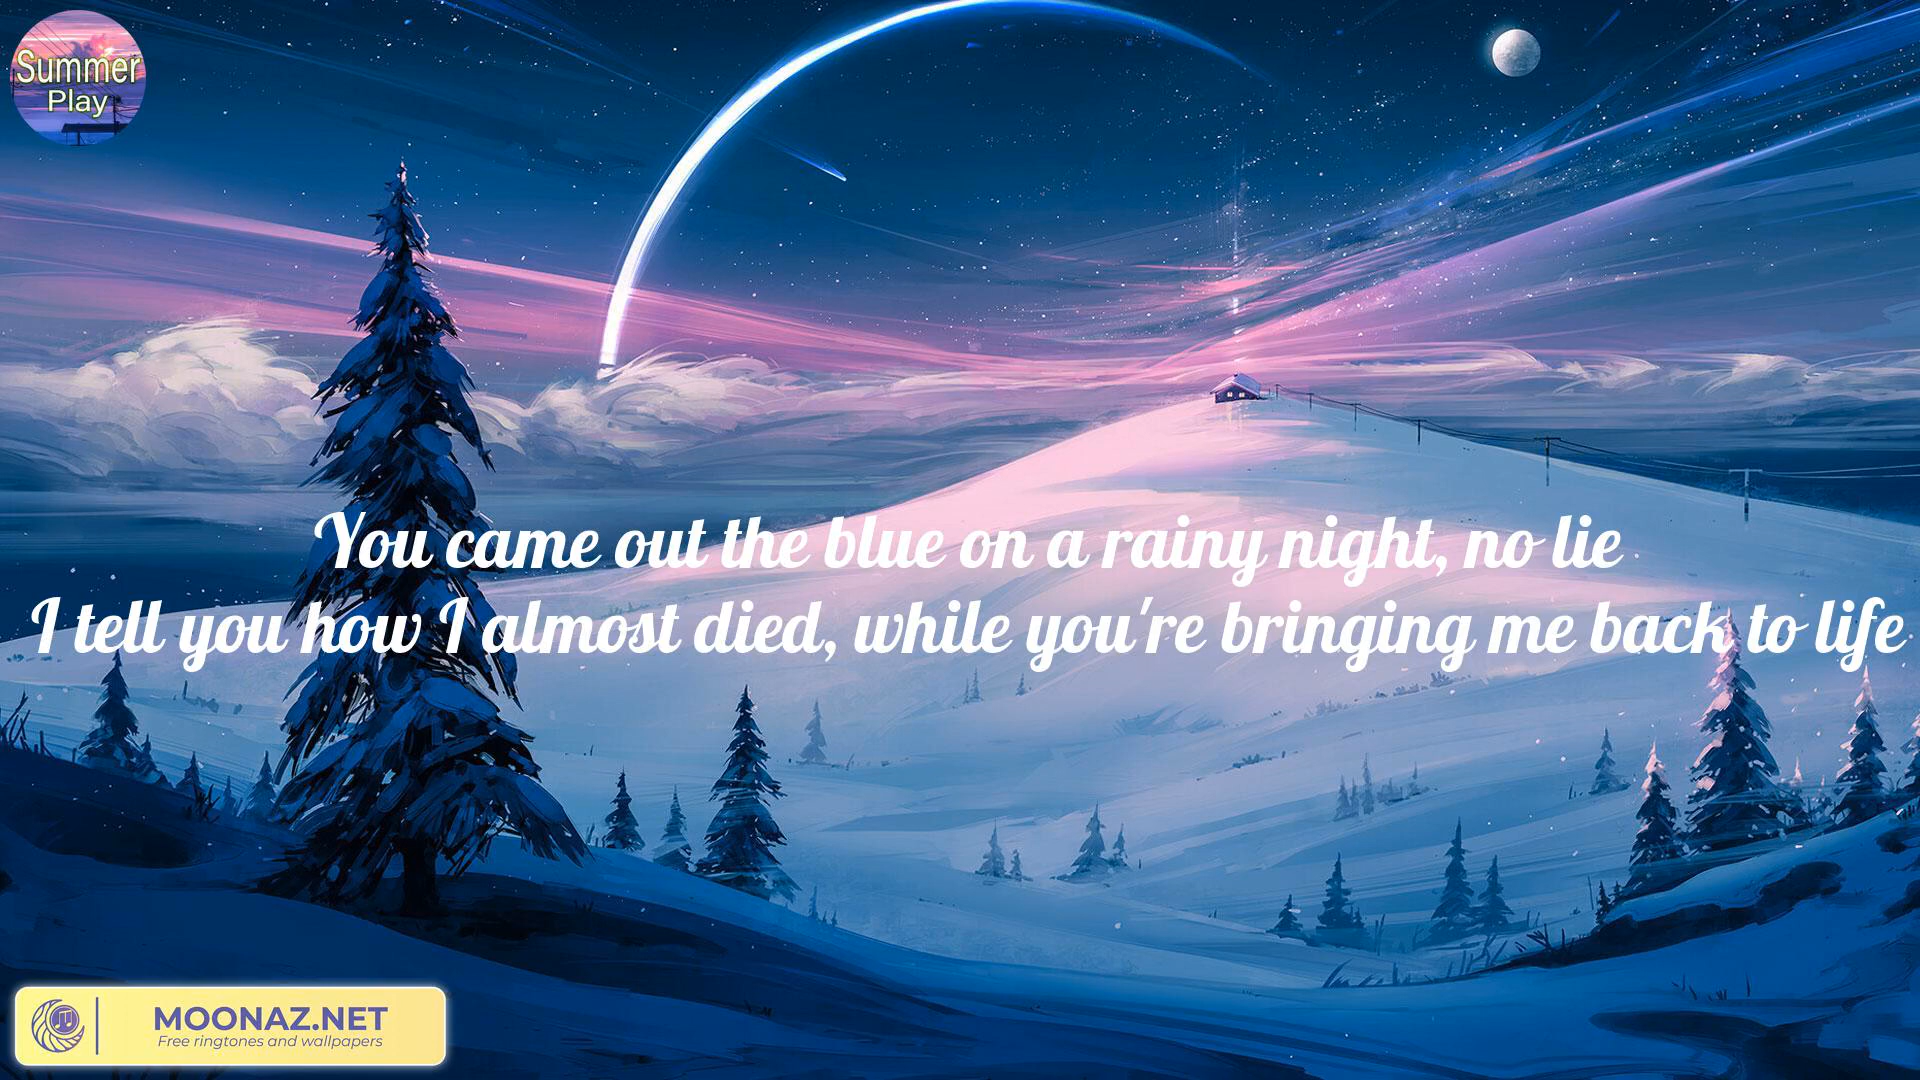 Summer
Play
You came out the blue on a rainy night, no lie
I tell you how I almost died, while you're bringing me back to life
MOONAZ.NET
Free ringtones and wallpapers